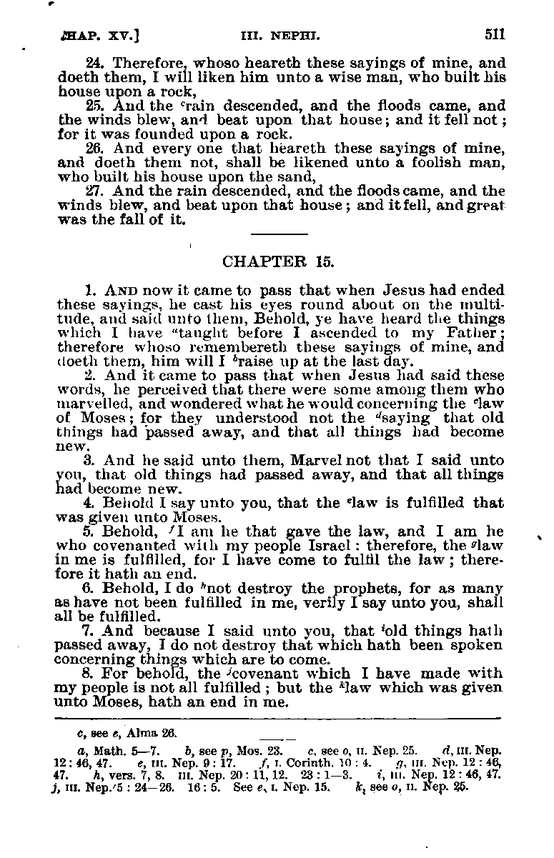 HAP. XV.] III. NEPHI. 511
24. Therefore, whoso heareth these sayings of mine, and
doeth them, I will liken him unto a wise man, who built his
house upon a rock,
25. And the ᶜrain descended, and the floods came, and
the winds blew, and beat upon that house; and it fell not;
for it was founded upon a rock.
26. And every one that heareth these sayings of mine,
and doeth them not, shall be likened unto a foolish man,
who built his house upon the sand,
27. And the rain descended, and the floods came, and the
winds blew, and beat upon that house; and it fell, and great
was the fall of it.
CHAPTER 15.
1. AND now it came to pass that when Jesus had ended
these sayings, he cast his eyes round about on the multi-
tude, and said unto them, Behold, ye have heard the things
which I have ᵃtaught before I ascended to my Father;
therefore whoso remembereth these sayings of mine, and
doeth them, him will I ᵇraise up at the last day.
2. And it came to pass that when Jesus had said these
words, he perceived that there were some among them who
marvelled, and wondered what he would concerning the ᶜlaw
of Moses; for they understood not the ᵈsaying that old
things had passed away, and that all things had become
new.
3. And he said unto them, Marvel not that I said unto
you, that old things had passed away, and that all things
had become new.
4. Behold I say unto you, that the ᵉlaw is fulfilled that
was given unto Moses.
5. Behold, ᶠI am he that gave the law, and I am he
who covenanted with my people Israel: therefore, the ᵍlaw
in me is fulfilled, for I have come to fulfil the law; there-
fore it hath an end.
6. Behold, I do ʰnot destroy the prophets, for as many
as have not been fulfilled in me, verily I say unto you, shall
all be fulfilled.
7. And because I said unto you, that ⁱold things hath
passed away, I do not destroy that which hath been spoken
concerning things which are to come.
8. For behold, the ʲcovenant which I have made with
my people is not all fulfilled; but the ᵏlaw which was given
unto Moses, hath an end in me.
c, see e, Alma 26.
a, Math. 5—7. b, see p, Mos. 23. c, see o, II. Nep. 25. d, III. Nep.
12:46, 47. e, III. Nep. 9:17. f, I. Corinth. 10:4. g, III. Nep. 12:46,
47. h, vers. 7, 8. III. Nep. 20:11, 12. 23:1—3. i, III. Nep. 12:46, 47.
j, III. Nep. 5:24—26. 16:5. See e, I. Nep. 15. k, see o, II. Nep. 25.